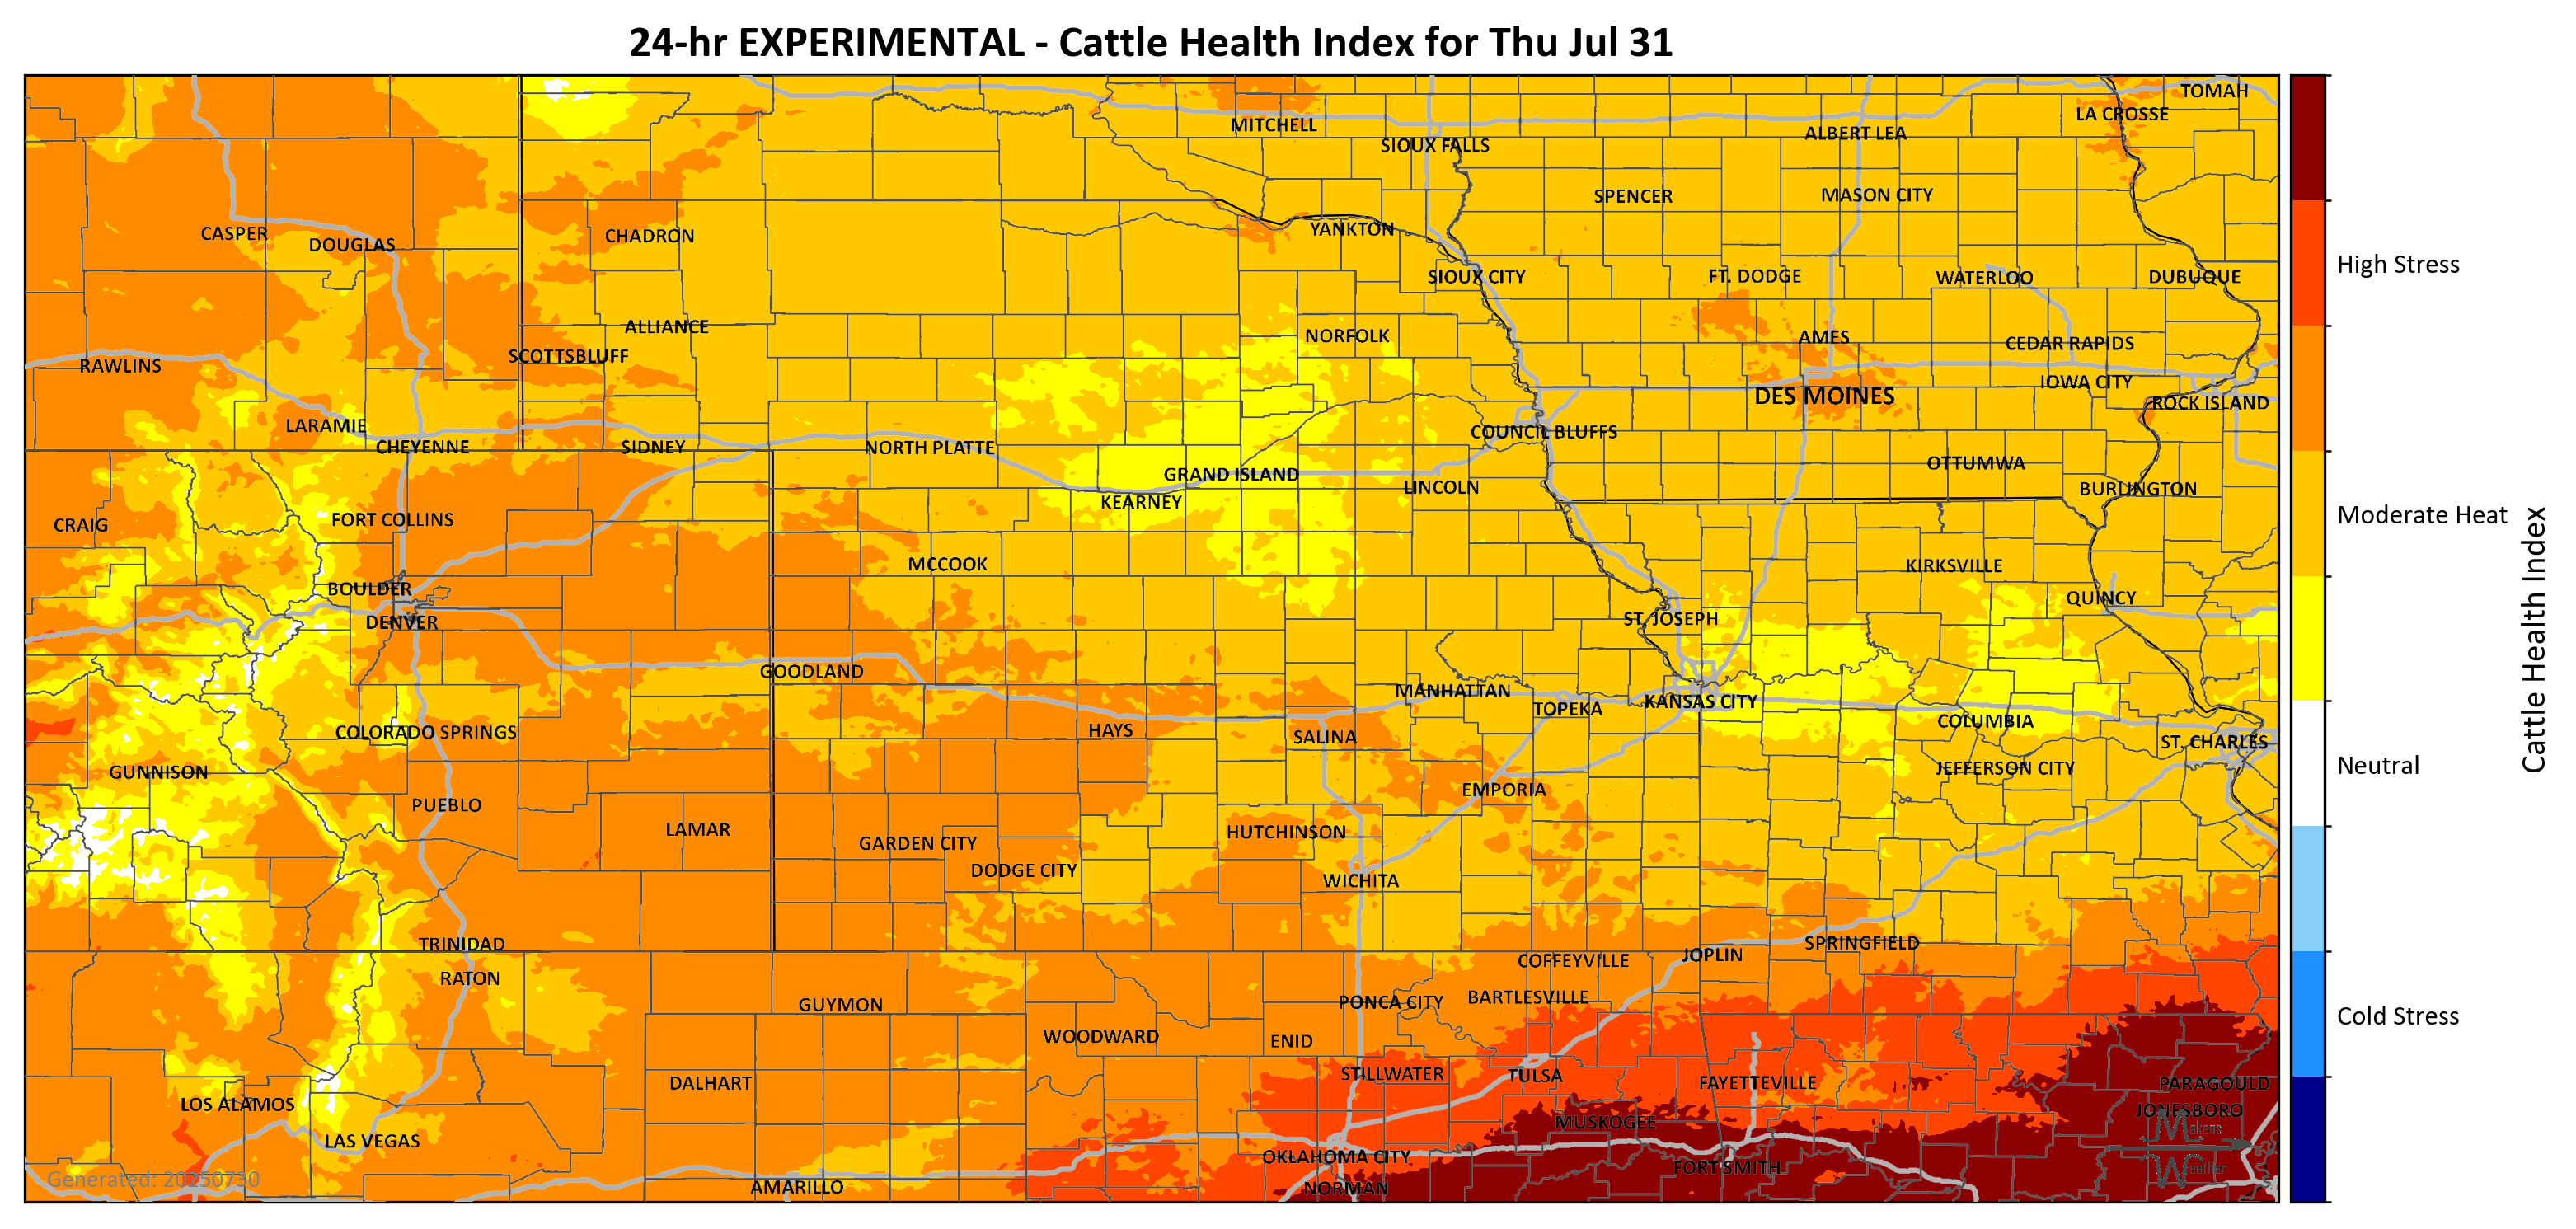 24-hr EXPERIMENTAL - Cattle Health Index for Thu Jul 31
TOMAH
LA CROSSE
MITCHELL
ALBERT LEA
SIOUX FALLS
SPENCER
MASON CITY
CASPER
DOUGLAS
CHADRON
YANKTON
SIOUX CITY
FT. DODGE
WATERLOO
DUBUQUE
ALLIANCE
NORFOLK
AMES
CEDAR RAPIDS
SCOTTSBLUFF
RAWLINS
IOWA CITY
DES MOINES
ROCK ISLAND
LARAMIE
CHEYENNE
SIDNEY
NORTH PLATTE
COUNCIL BLUFFS
OTTUMWA
GRAND ISLAND
LINCOLN
BURLINGTON
KEARNEY
CRAIG
FORT COLLINS
MCCOOK
KIRKSVILLE
BOULDER
QUINCY
DENVER
ST. JOSEPH
GOODLAND
MANHATTAN
TOPEKA
KANSAS CITY
COLUMBIA
COLORADO SPRINGS
HAYS
SALINA
ST. CHARLES
GUNNISON
JEFFERSON CITY
EMPORIA
PUEBLO
LAMAR
HUTCHINSON
GARDEN CITY
DODGE CITY
WICHITA
TRINIDAD
SPRINGFIELD
JOPLIN
COFFEYVILLE
RATON
GUYMON
PONCA CITY
BARTLESVILLE
WOODWARD
ENID
STILLWATER
TULSA
FAYETTEVILLE
PARAGOULD
DALHART
LOS ALAMOS
JONESBORO
MUSKOGEE
LAS VEGAS
OKLAHOMA CITY
FORT SMITH
AMARILLO
NORMAN
Generated: 20250730
Makens
Weather
High Stress
Moderate Heat
Neutral
Cold Stress
Cattle Health Index